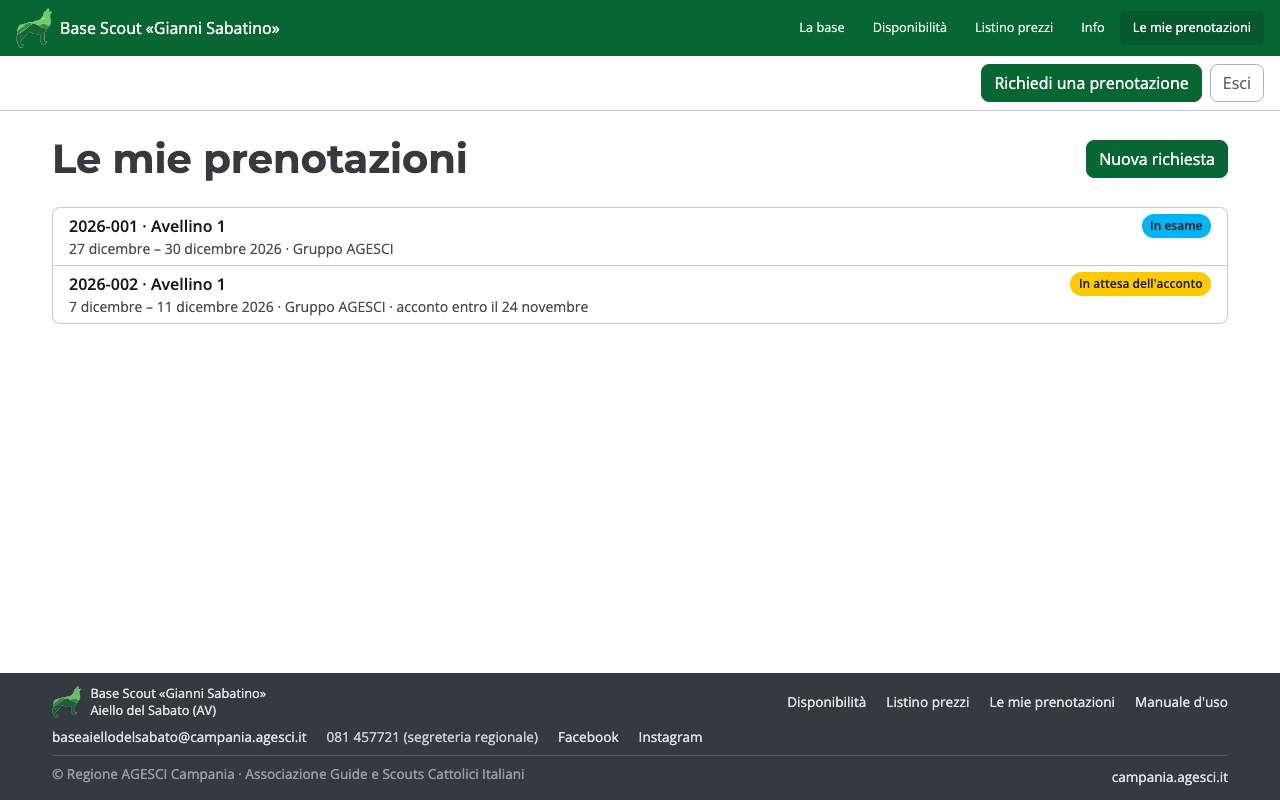 Base Scout «Gianni Sabatino»
La base
Disponibilità
Listino prezzi
Info
Le mie prenotazioni
Richiedi una prenotazione
Esci
Le mie prenotazioni
Nuova richiesta
2026-001 · Avellino 1
In esame
27 dicembre – 30 dicembre 2026 · Gruppo AGESCI
2026-002 · Avellino 1
In attesa dell'acconto
7 dicembre – 11 dicembre 2026 · Gruppo AGESCI · acconto entro il 24 novembre
Base Scout «Gianni Sabatino»
Aiello del Sabato (AV)
Disponibilità
Listino prezzi
Le mie prenotazioni
Manuale d'uso
baseaiellodelsabato@campania.agesci.it
081 457721 (segreteria regionale)
Facebook
Instagram
© Regione AGESCI Campania · Associazione Guide e Scouts Cattolici Italiani
campania.agesci.it